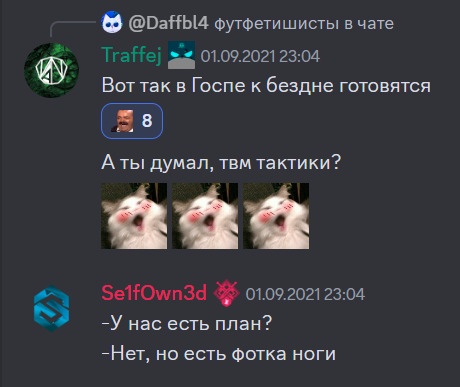 @Daffbl4 футфетишисты в чате
Traffej 01.09.2021 23:04
Вот так в Госпе к бездне готовятся
8
А ты думал, твм тактики?
Se1fOwn3d 01.09.2021 23:04
-У нас есть план?
-Нет, но есть фотка ноги